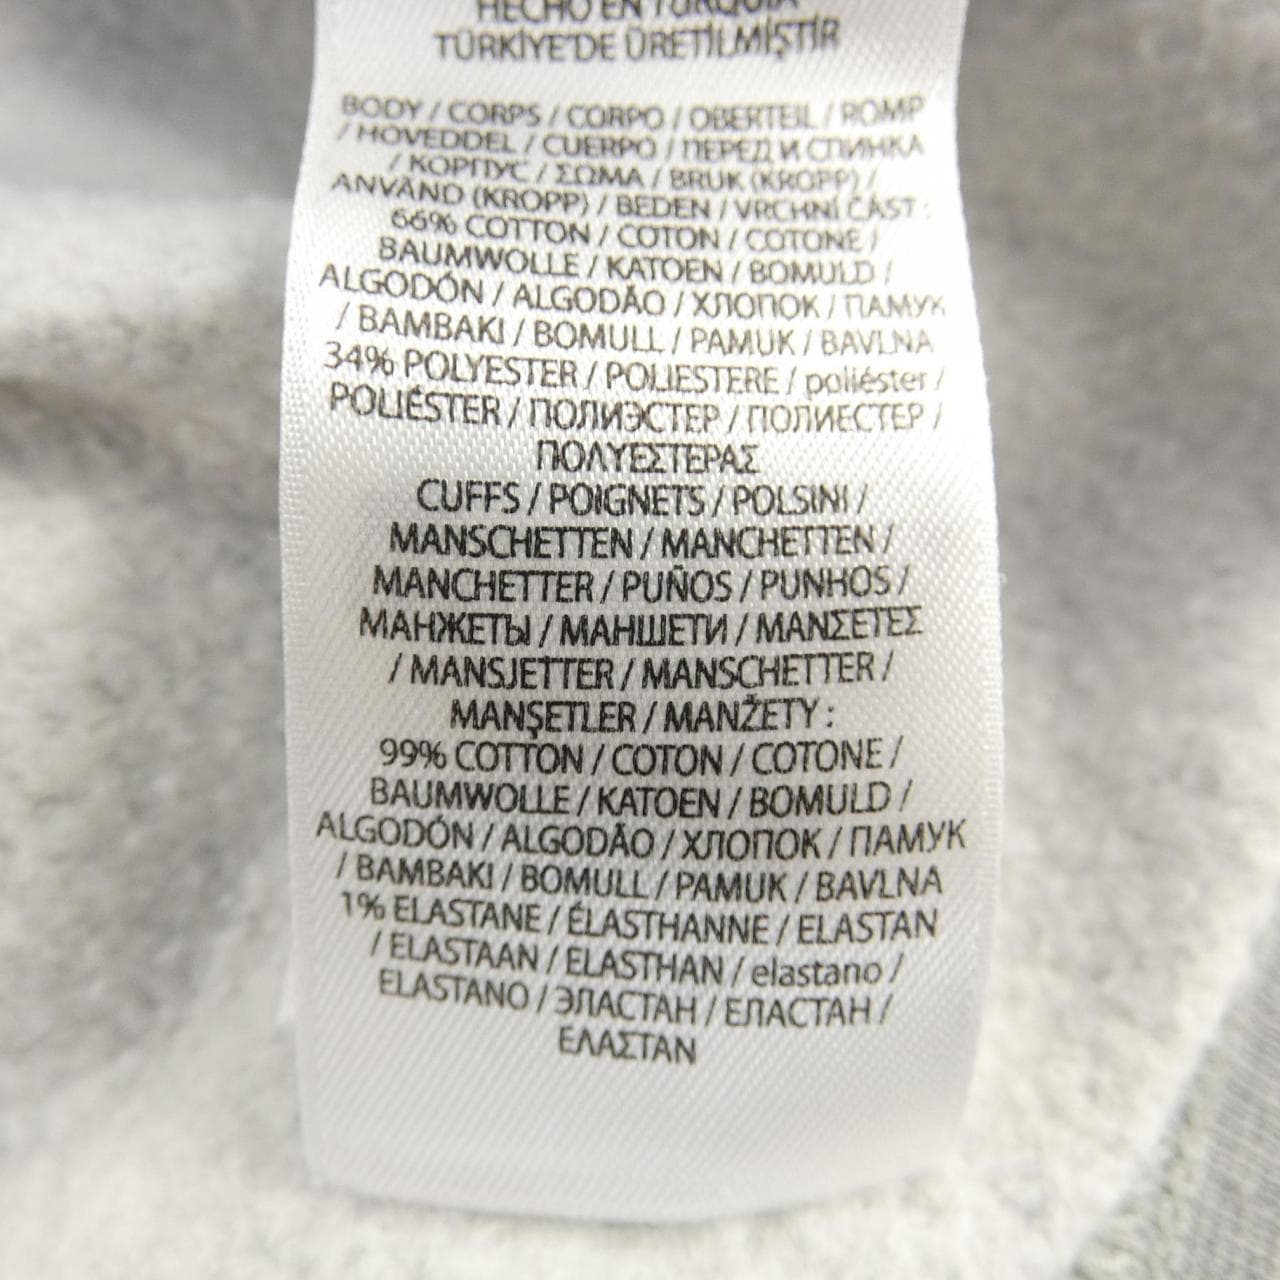 HECHO EN TURQUÍA
TÜRKİYE'DE ÜRETİLMİŞTİR
BODY / CORPS / CORPO / OBERTEIL / ROMP
/ HOVEDDEL / CUERPO / ПЕРЕД И СПИНКА
/ КОРПУС / ΣΩΜΑ / BRUK (KROPP) /
ANVÄND (KROPP) / BEDEN / VRCHNÍ ČÁST :
66% COTTON / COTON / COTONE /
BAUMWOLLE / KATOEN / BOMULD /
ALGODÓN / ALGODÃO / ХЛОПОК / ПАМУК
/ BAMBAKI / BOMULL / PAMUK / BAVLNA
34% POLYESTER / POLIESTERE / poliéster /
POLIÉSTER / ПОЛИЭСТЕР / ПОЛИЕСТЕР /
ΠΟΛΥΕΣΤΕΡΑΣ
CUFFS / POIGNETS / POLSINI /
MANSCHETTEN / MANCHETTEN /
MANCHETTER / PUÑOS / PUNHOS /
МАНЖЕТЫ / МАНШЕТИ / ΜΑΝΣΕΤΕΣ
/ MANSJETTER / MANSCHETTER /
MANŞETLER / MANŽETY :
99% COTTON / COTON / COTONE /
BAUMWOLLE / KATOEN / BOMULD /
ALGODÓN / ALGODÃO / ХЛОПОК / ПАМУК
/ BAMBAKI / BOMULL / PAMUK / BAVLNA
1% ELASTANE / ÉLASTHANNE / ELASTAN
/ ELASTAAN / ELASTHAN / elastano /
ELASTANO / ЭЛАСТАН / ЕЛАСТАН /
ΕΛΑΣΤΑΝ